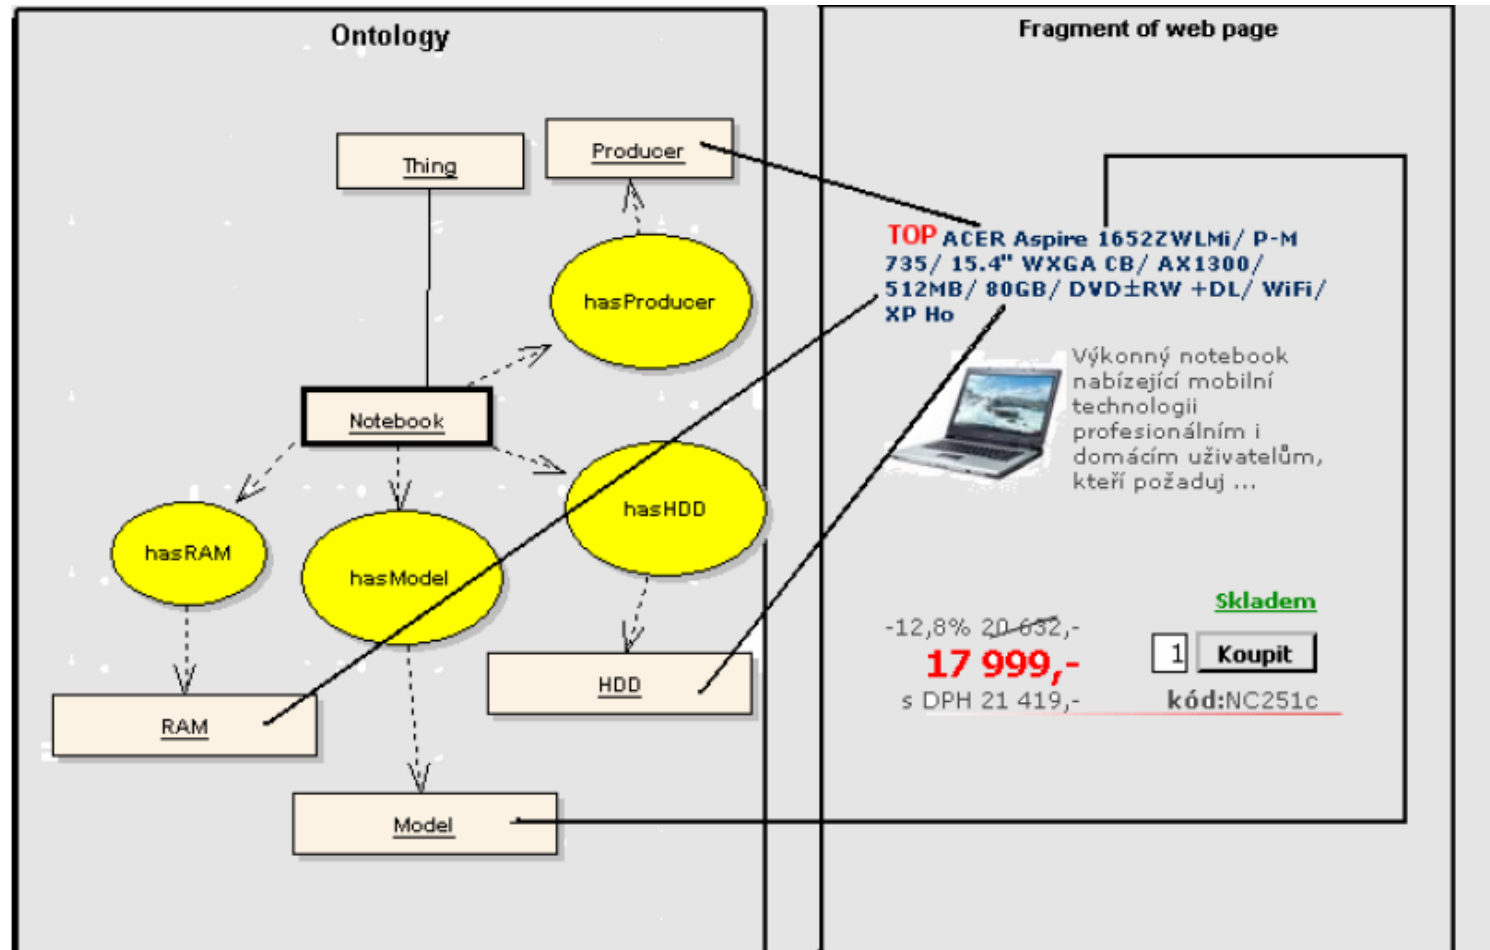 Ontology
Thing
Producer
hasProducer
Notebook
hasRAM
hasModel
hasHDD
RAM
HDD
Model
Fragment of web page
TOP ACER Aspire 1652ZWLMi/ P-M
735/ 15.4" WXGA CB/ AX1300/
512MB/ 80GB/ DVD±RW +DL/ WiFi/
XP Ho
Výkonný notebook
nabízející mobilní
technologii
profesionálním i
domácím uživatelům,
kteří požaduj ...
Skladem
-12,8% 20 632,-
17 999,-
1 Koupit
s DPH 21 419,-
kód:NC251c